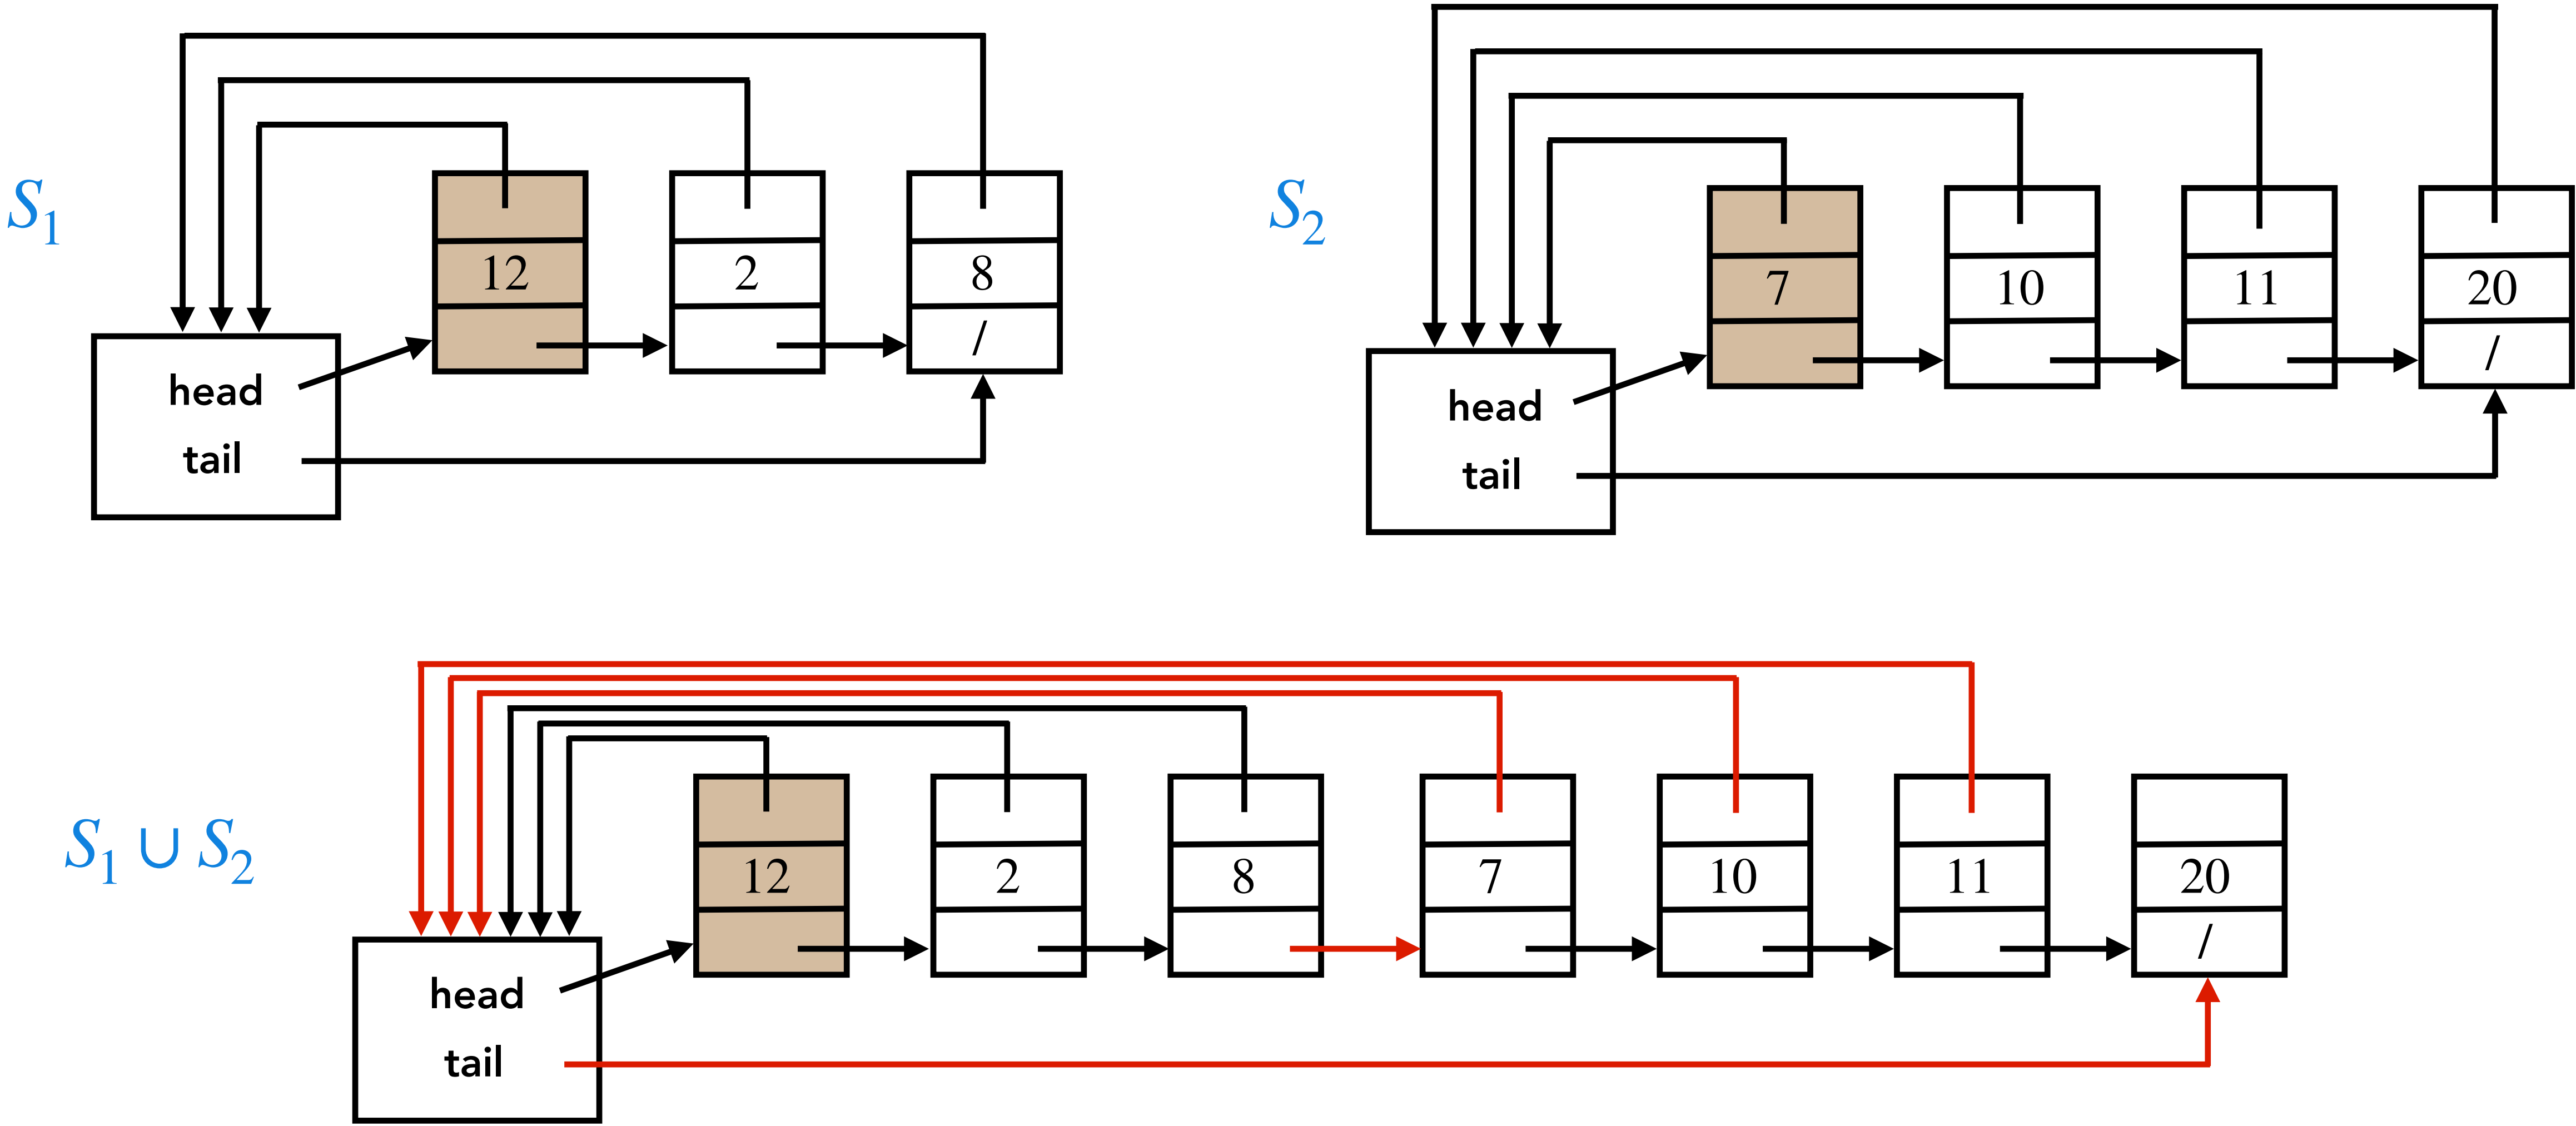 S₁
12 2 8
/
head
tail
S₂
7 10 11 20
/
head
tail
S₁ ∪ S₂
12 2 8 7 10 11 20
/
head
tail